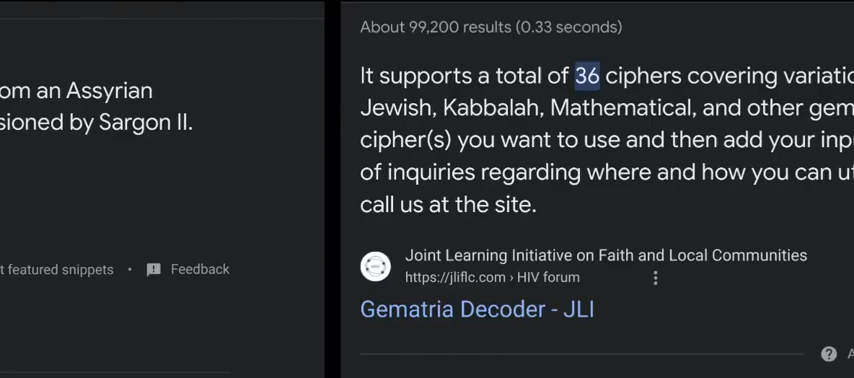 om an Assyrian
sioned by Sargon II.
t featured snippets • Feedback
About 99,200 results (0.33 seconds)
It supports a total of 36 ciphers covering variatio
Jewish, Kabbalah, Mathematical, and other gem
cipher(s) you want to use and then add your inpu
of inquiries regarding where and how you can ut
call us at the site.
Joint Learning Initiative on Faith and Local Communities
https://jliflc.com › HIV forum
Gematria Decoder - JLI
A